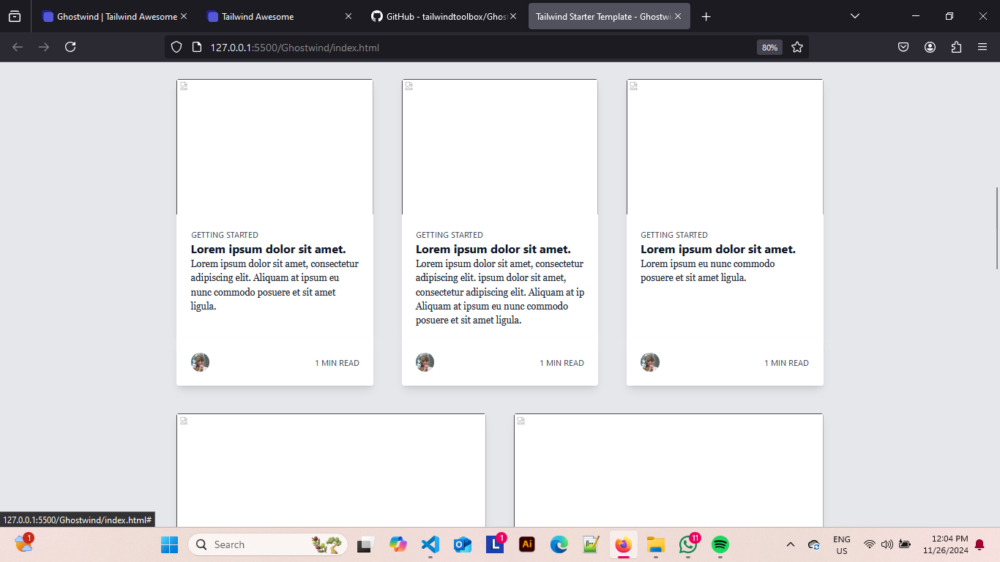 Ghostwind | Tailwind Awesome
Tailwind Awesome
GitHub - tailwindtoolbox/Ghos
Tailwind Starter Template - Ghostwi
127.0.0.1:5500/Ghostwind/index.html
80%
GETTING STARTED
Lorem ipsum dolor sit amet.
Lorem ipsum dolor sit amet, consectetur
adipiscing elit. Aliquam at ipsum eu
nunc commodo posuere et sit amet
ligula.
1 MIN READ
GETTING STARTED
Lorem ipsum dolor sit amet.
Lorem ipsum dolor sit amet, consectetur
adipiscing elit. ipsum dolor sit amet,
consectetur adipiscing elit. Aliquam at ip
Aliquam at ipsum eu nunc commodo
posuere et sit amet ligula.
1 MIN READ
GETTING STARTED
Lorem ipsum dolor sit amet.
Lorem ipsum eu nunc commodo
posuere et sit amet ligula.
1 MIN READ
127.0.0.1:5500/Ghostwind/index.html#
1
Search
L
1
Ai
11
ENG
US
12:04 PM
11/26/2024